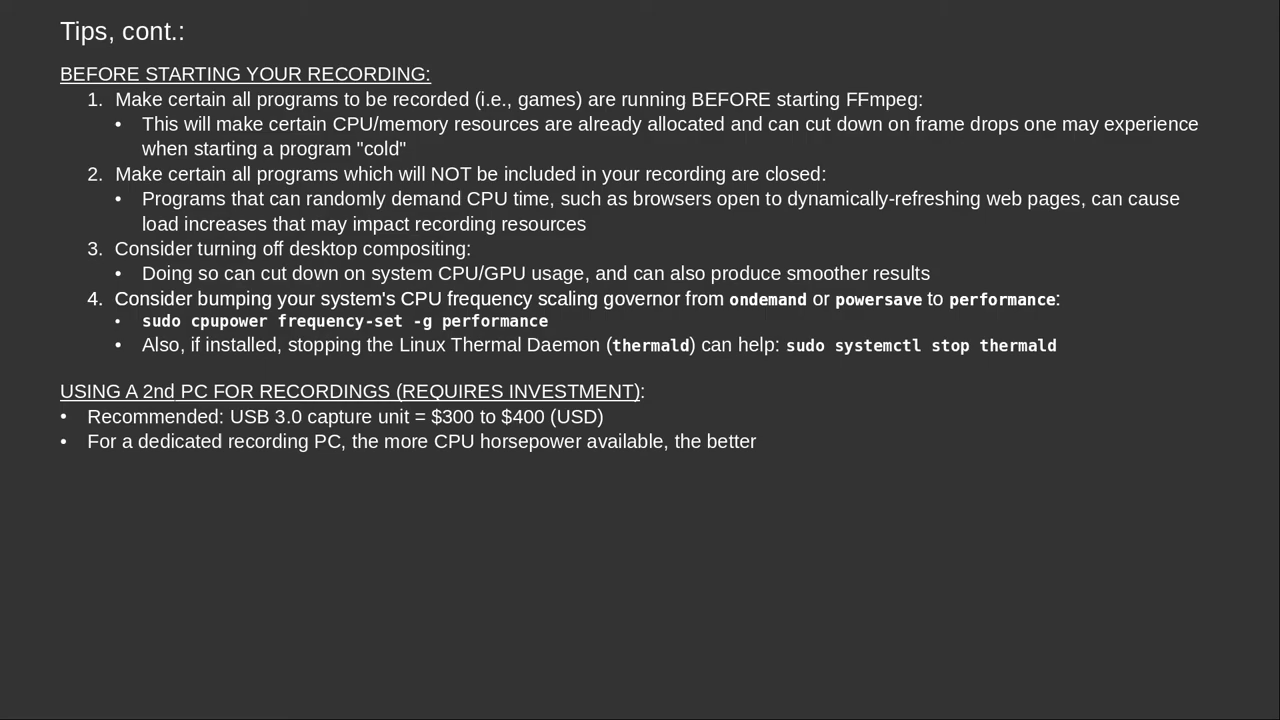 Tips, cont.:
BEFORE STARTING YOUR RECORDING:
1. Make certain all programs to be recorded (i.e., games) are running BEFORE starting FFmpeg:
• This will make certain CPU/memory resources are already allocated and can cut down on frame drops one may experience
when starting a program "cold"
2. Make certain all programs which will NOT be included in your recording are closed:
• Programs that can randomly demand CPU time, such as browsers open to dynamically-refreshing web pages, can cause
load increases that may impact recording resources
3. Consider turning off desktop compositing:
• Doing so can cut down on system CPU/GPU usage, and can also produce smoother results
4. Consider bumping your system's CPU frequency scaling governor from ondemand or powersave to performance:
• sudo cpupower frequency-set -g performance
• Also, if installed, stopping the Linux Thermal Daemon (thermald) can help: sudo systemctl stop thermald
USING A 2nd PC FOR RECORDINGS (REQUIRES INVESTMENT):
• Recommended: USB 3.0 capture unit = $300 to $400 (USD)
• For a dedicated recording PC, the more CPU horsepower available, the better